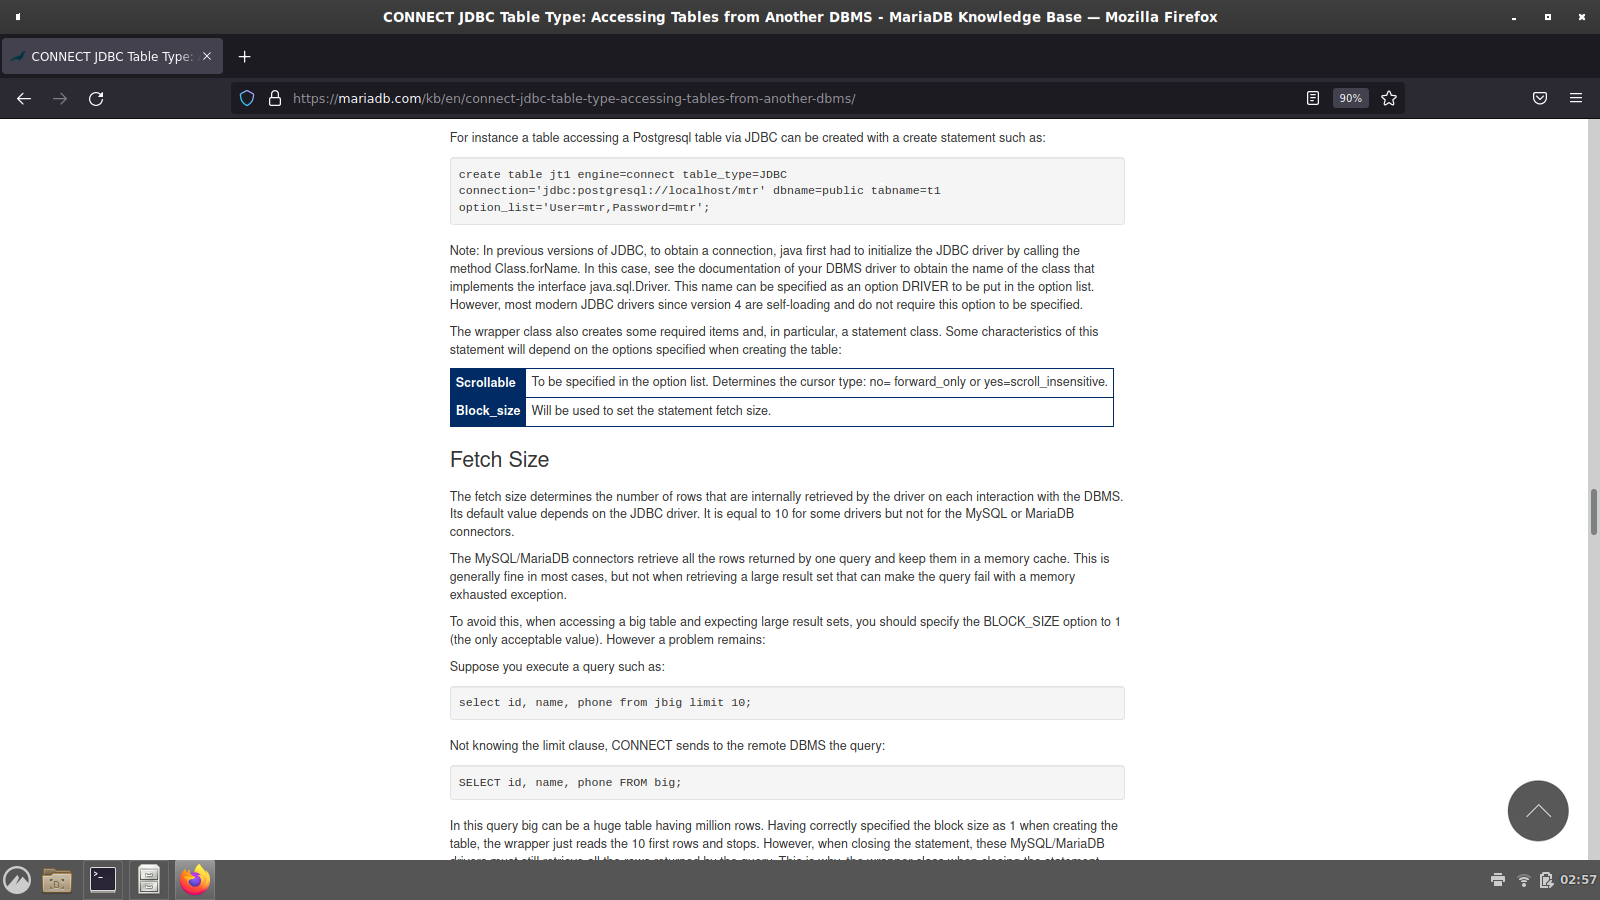 CONNECT JDBC Table Type: Accessing Tables from Another DBMS - MariaDB Knowledge Base — Mozilla Firefox
CONNECT JDBC Table Type:
https://mariadb.com/kb/en/connect-jdbc-table-type-accessing-tables-from-another-dbms/
90%
For instance a table accessing a Postgresql table via JDBC can be created with a create statement such as:
create table jt1 engine=connect table_type=JDBC
connection='jdbc:postgresql://localhost/mtr' dbname=public tabname=t1
option_list='User=mtr,Password=mtr';
Note: In previous versions of JDBC, to obtain a connection, java first had to initialize the JDBC driver by calling the
method Class.forName. In this case, see the documentation of your DBMS driver to obtain the name of the class that
implements the interface java.sql.Driver. This name can be specified as an option DRIVER to be put in the option list.
However, most modern JDBC drivers since version 4 are self-loading and do not require this option to be specified.
The wrapper class also creates some required items and, in particular, a statement class. Some characteristics of this
statement will depend on the options specified when creating the table:
Scrollable To be specified in the option list. Determines the cursor type: no= forward_only or yes=scroll_insensitive.
Block_size Will be used to set the statement fetch size.
Fetch Size
The fetch size determines the number of rows that are internally retrieved by the driver on each interaction with the DBMS.
Its default value depends on the JDBC driver. It is equal to 10 for some drivers but not for the MySQL or MariaDB
connectors.
The MySQL/MariaDB connectors retrieve all the rows returned by one query and keep them in a memory cache. This is
generally fine in most cases, but not when retrieving a large result set that can make the query fail with a memory
exhausted exception.
To avoid this, when accessing a big table and expecting large result sets, you should specify the BLOCK_SIZE option to 1
(the only acceptable value). However a problem remains:
Suppose you execute a query such as:
select id, name, phone from jbig limit 10;
Not knowing the limit clause, CONNECT sends to the remote DBMS the query:
SELECT id, name, phone FROM big;
In this query big can be a huge table having million rows. Having correctly specified the block size as 1 when creating the
table, the wrapper just reads the 10 first rows and stops. However, when closing the statement, these MySQL/MariaDB
drivers must still retrieve all the rows returned by the query. This is why, the wrapper class when closing the statement
02:57